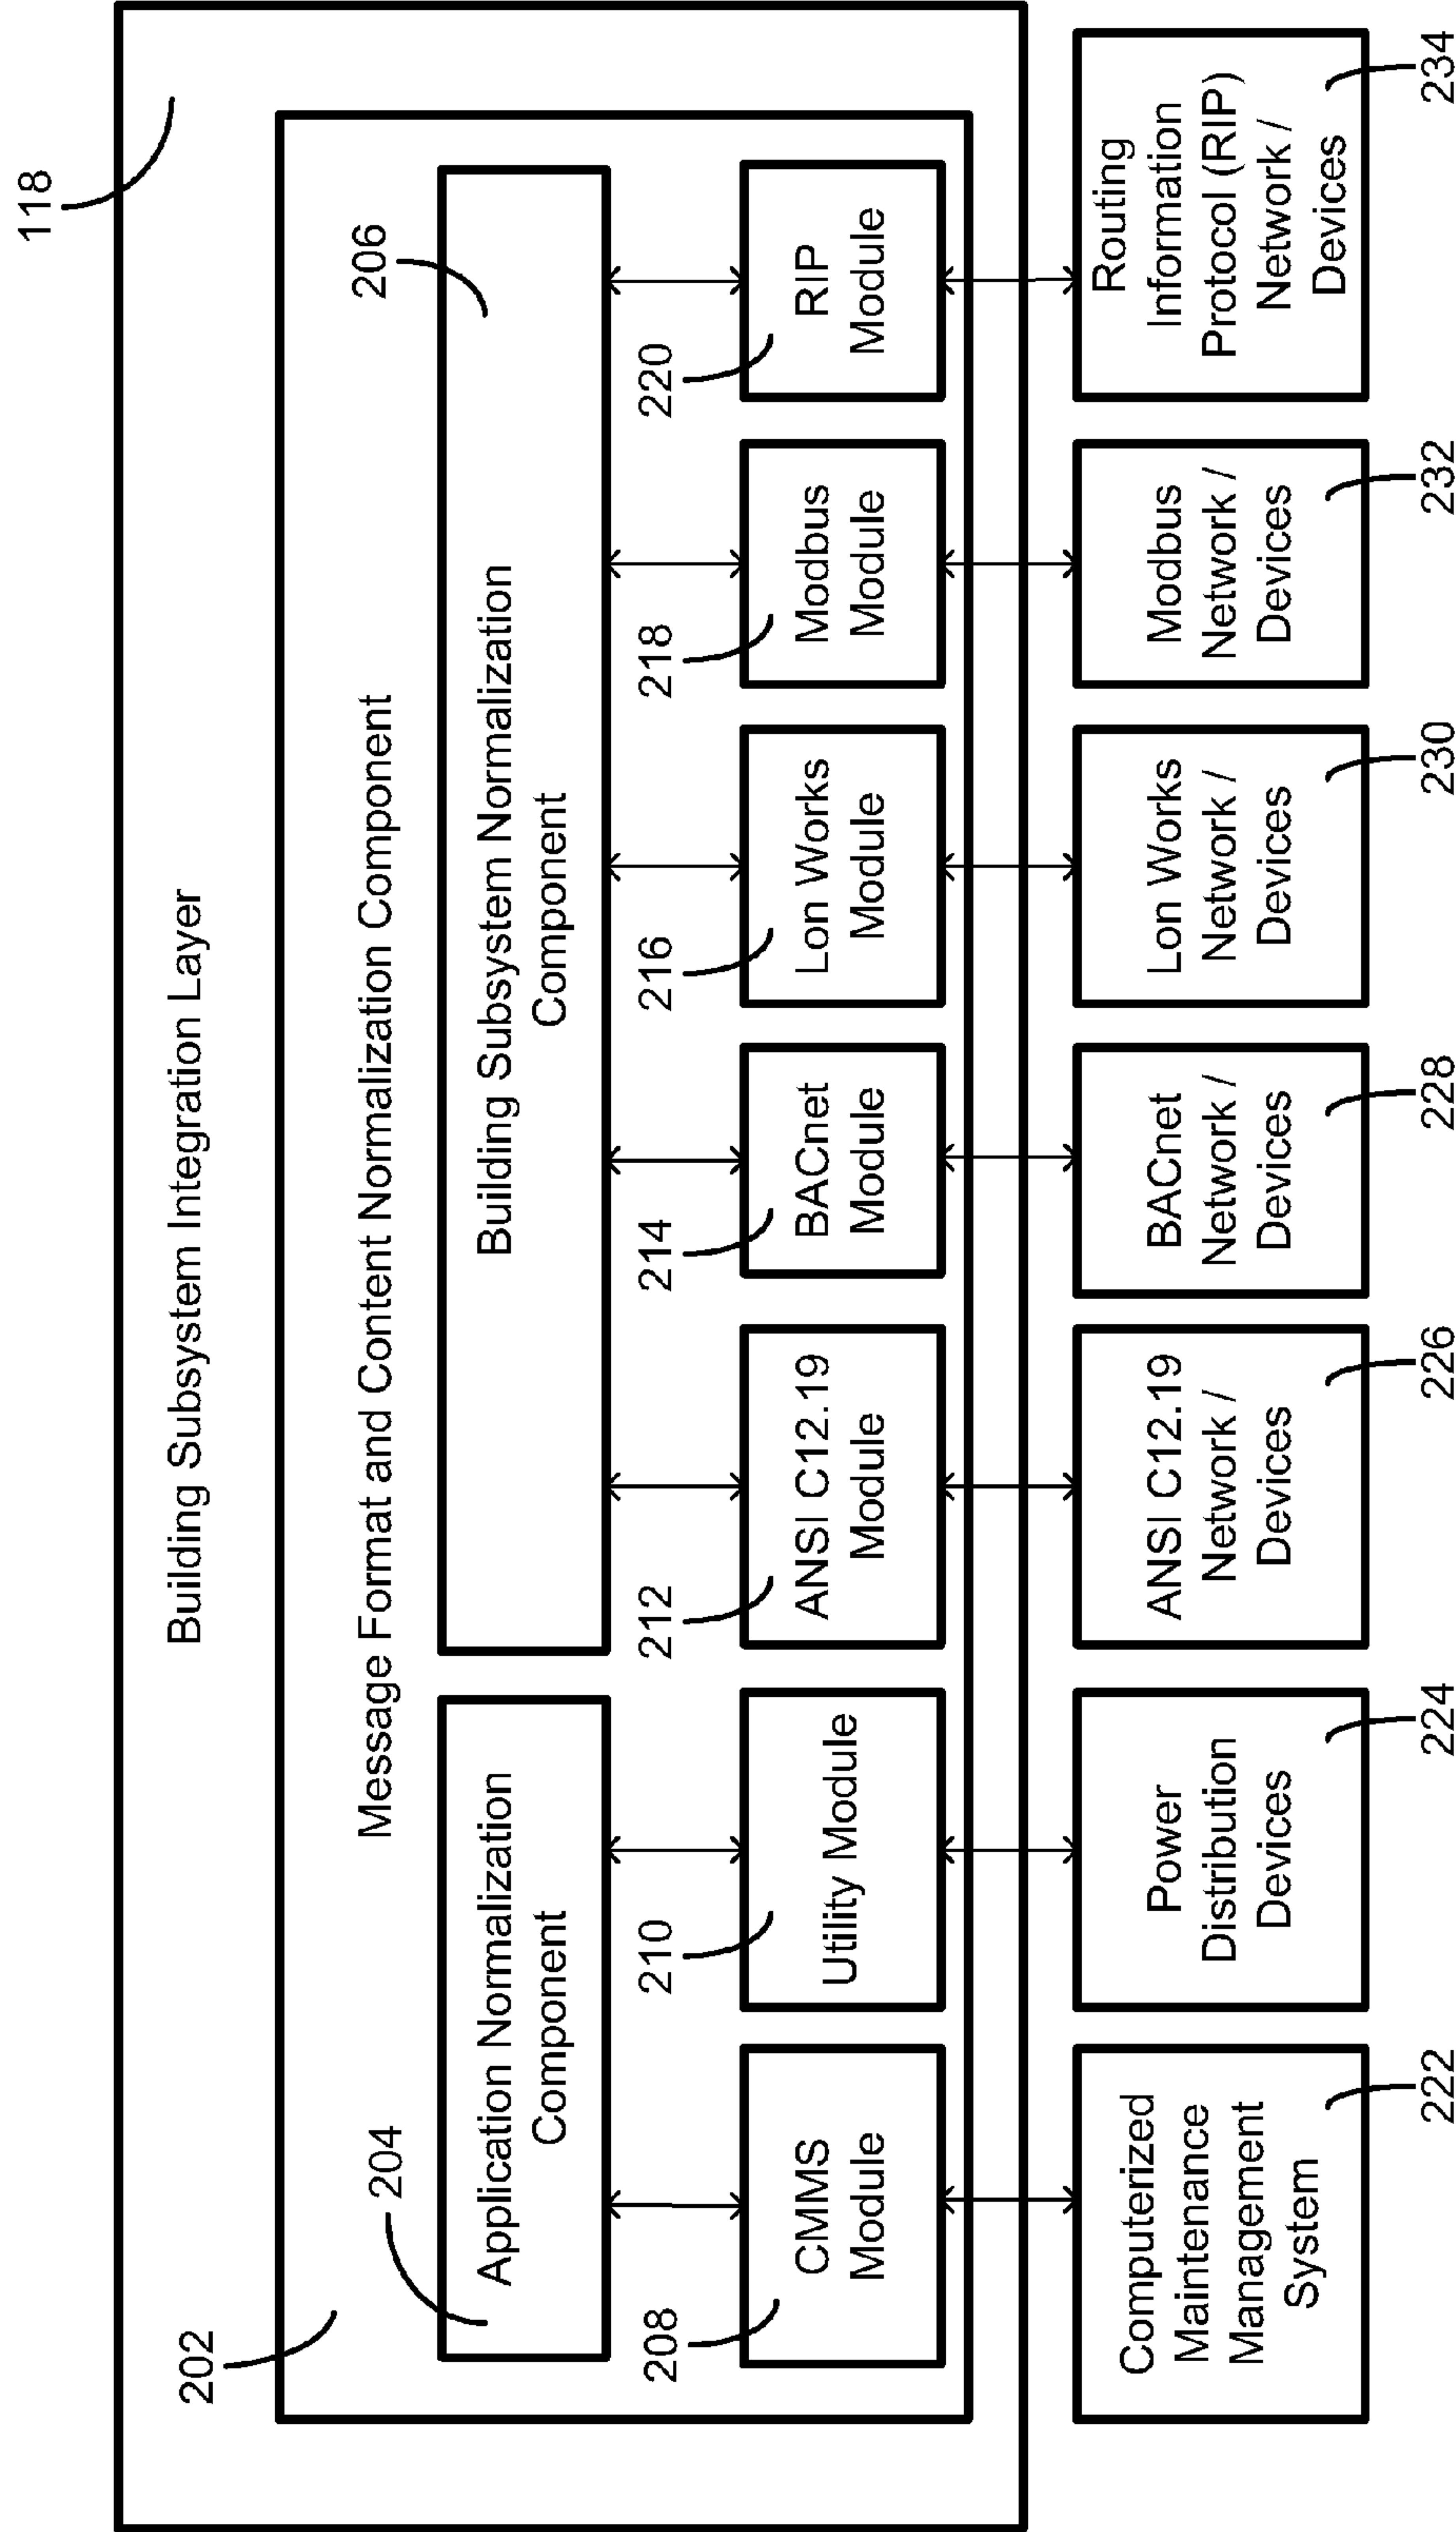 118
Building Subsystem Integration Layer
202
Message Format and Content Normalization Component
204
206
Application Normalization
Component
Building Subsystem Normalization
Component
208
210
212
214
216
218
220
CMMS
Module
Utility Module
ANSI C12.19
Module
BACnet
Module
Lon Works
Module
Modbus
Module
RIP
Module
Computerized
Maintenance
Management
System
Power
Distribution
Devices
ANSI C12.19
Network /
Devices
BACnet
Network /
Devices
Lon Works
Network /
Devices
Modbus
Network /
Devices
Routing
Information
Protocol (RIP)
Network /
Devices
222
224
226
228
230
232
234